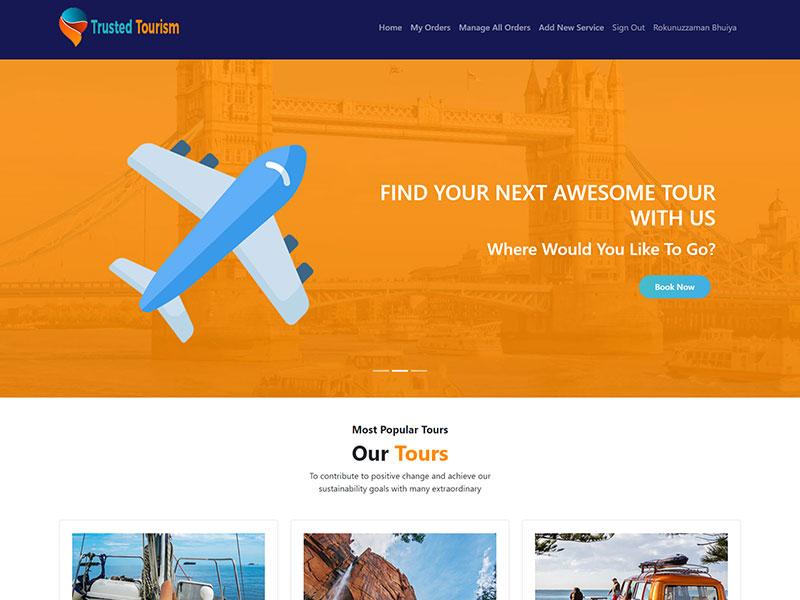 Trusted Tourism
Home My Orders Manage All Orders Add New Service Sign Out Rokunuzzaman Bhuiya
FIND YOUR NEXT AWESOME TOUR
WITH US
Where Would You Like To Go?
Book Now
Most Popular Tours
Our Tours
To contribute to positive change and achieve our
sustainability goals with many extraordinary